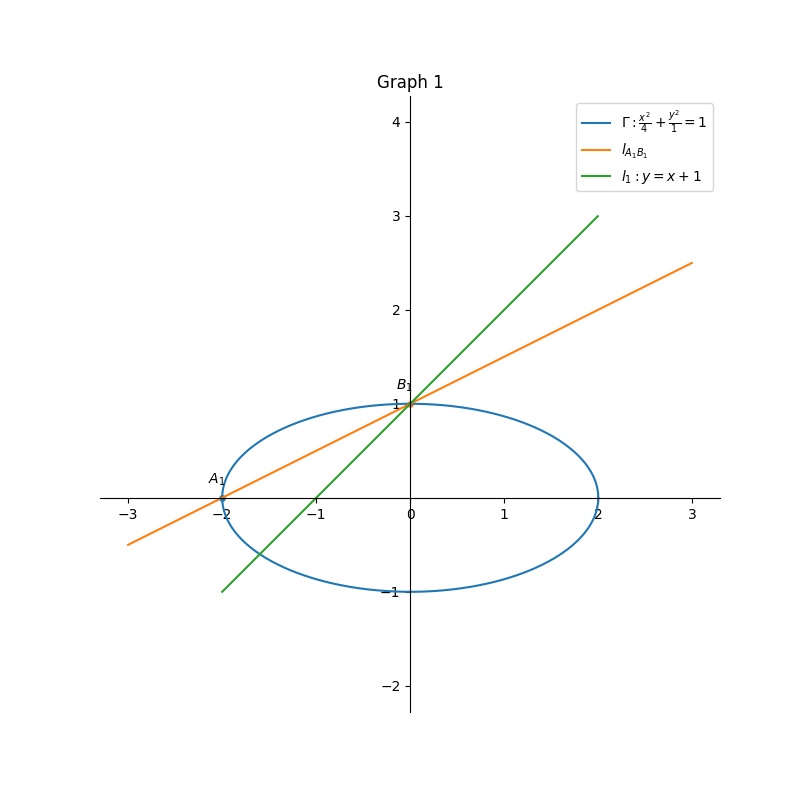 Graph 1
Γ : x²/4 + y²/1 = 1
l_{A₁B₁}
l₁ : y = x + 1
4
3
2
B₁
1
A₁
−3 −2 −1 0 1 2 3
−1
−2